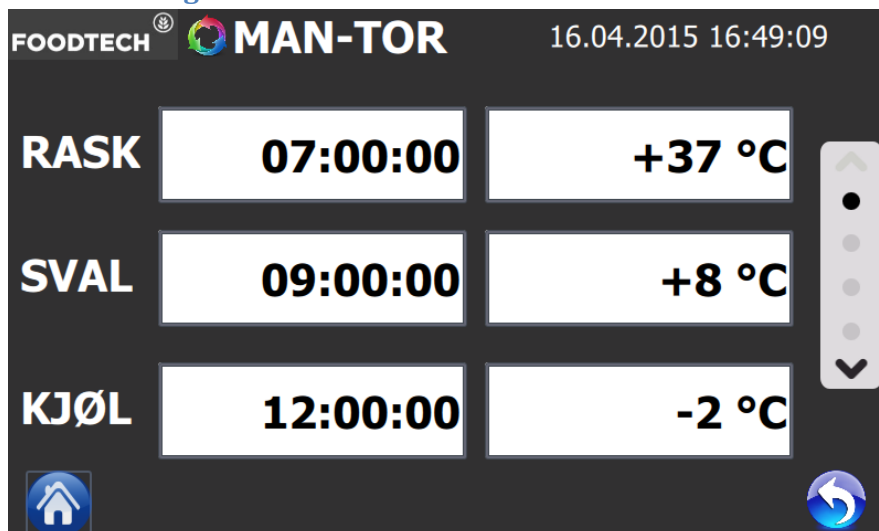 FOODTECH® MAN-TOR 16.04.2015 16:49:09
RASK 07:00:00 +37 °C
SVAL 09:00:00 +8 °C
KJØL 12:00:00 -2 °C